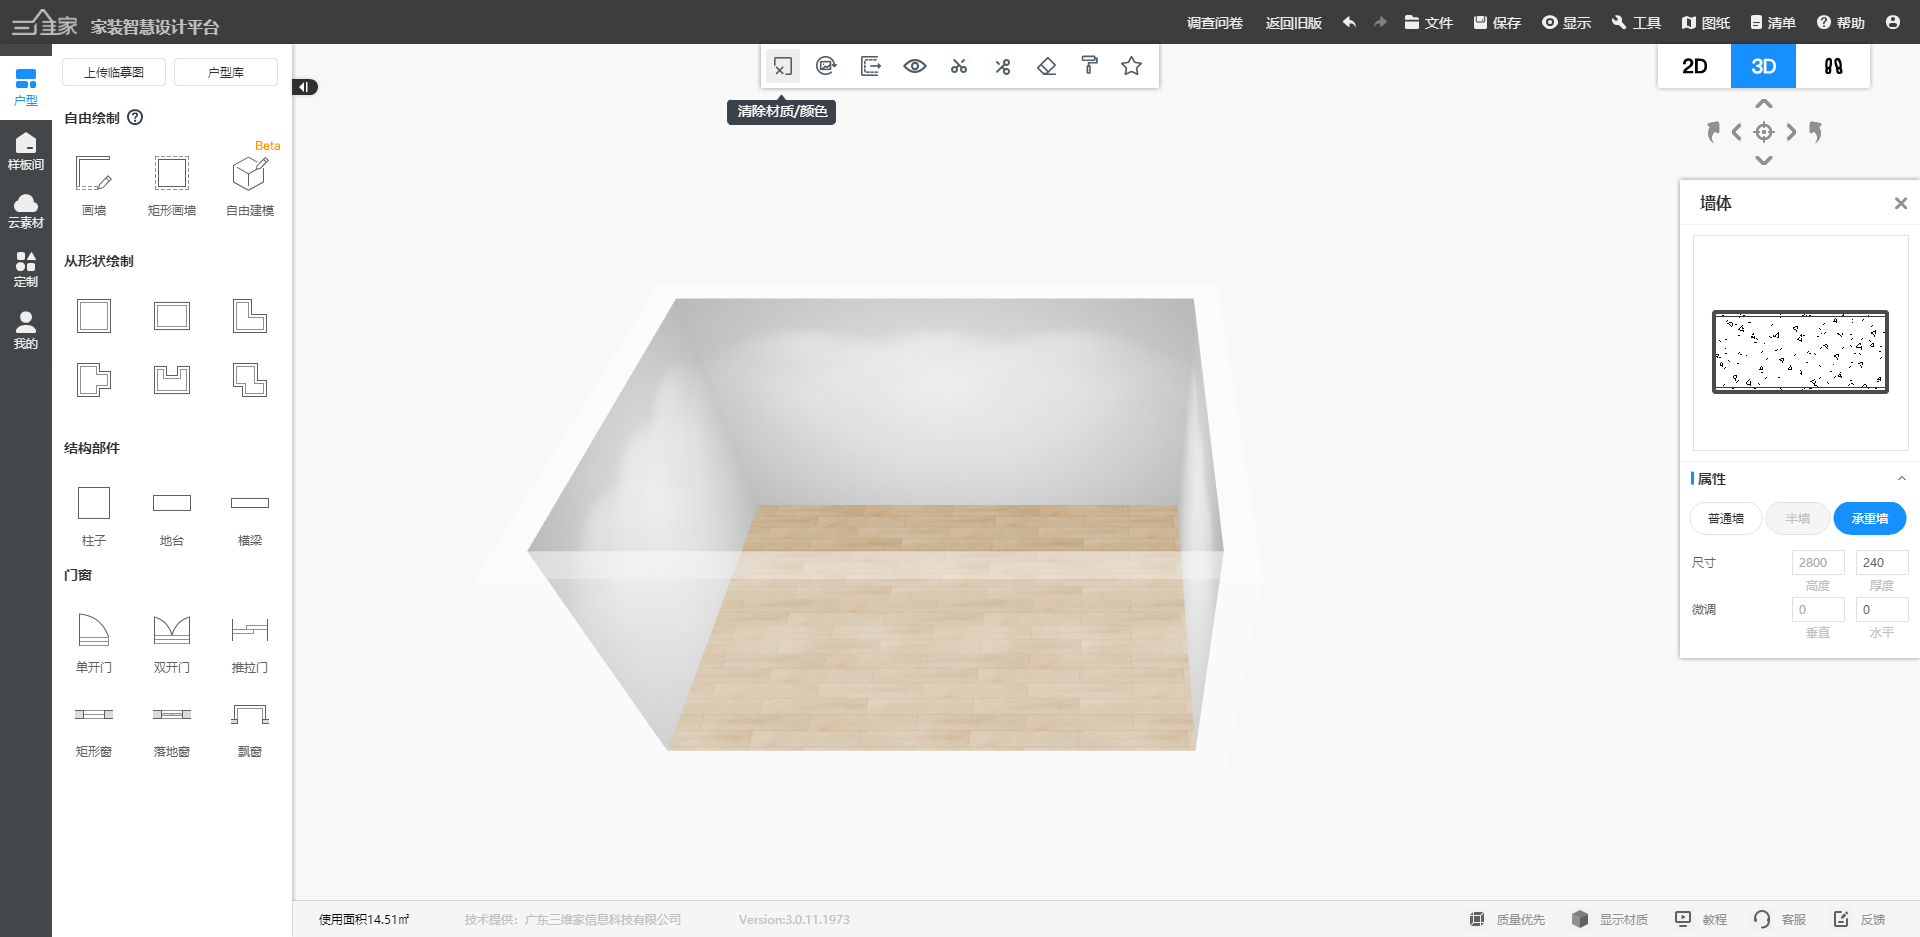 三维家 家装智慧设计平台
调查问卷 返回旧版 文件 保存 显示 工具 图纸 清单 帮助
户型
样板间
云素材
定制
我的
上传临摹图 户型库
自由绘制
Beta
画墙 矩形画墙 自由建模
从形状绘制
结构部件
柱子 地台 横梁
门窗
单开门 双开门 推拉门
矩形窗 落地窗 飘窗
清除材质/颜色
2D 3D
墙体
属性
普通墙 半墙 承重墙
尺寸 2800 240
高度 厚度
微调 0 0
垂直 水平
使用面积14.51㎡ 技术提供：广东三维家信息科技有限公司 Version:3.0.11.1973
质量优先 显示材质 教程 客服 反馈